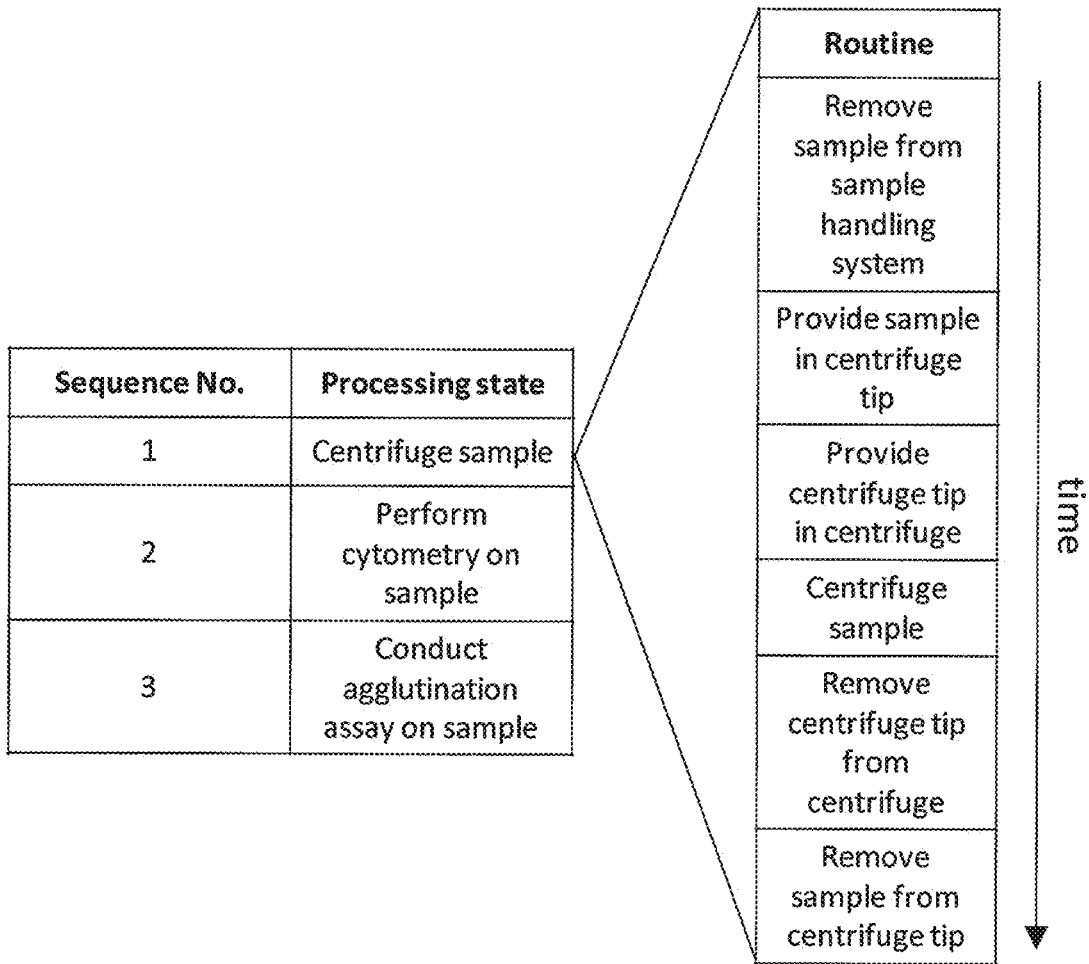 Sequence No.
Processing state
1
Centrifuge sample
2
Perform
cytometry on
sample
3
Conduct
agglutination
assay on sample
Routine
Remove
sample from
sample
handling
system
Provide sample
in centrifuge
tip
Provide
centrifuge tip
in centrifuge
Centrifuge
sample
Remove
centrifuge tip
from
centrifuge
Remove
sample from
centrifuge tip
time